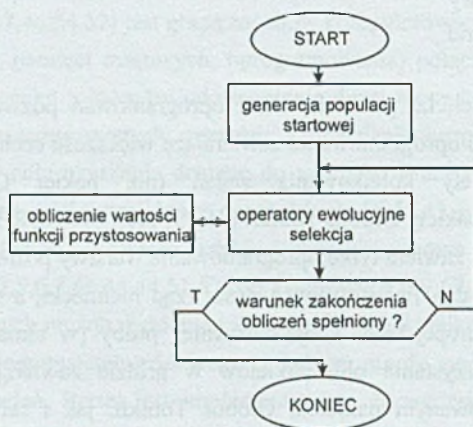 START
generacja populacji
startowej
obliczenie wartości
funkcji przystosowania
operatory ewolucyjne
selekcja
T
warunek zakończenia
obliczeń spełniony ?
N
KONIEC